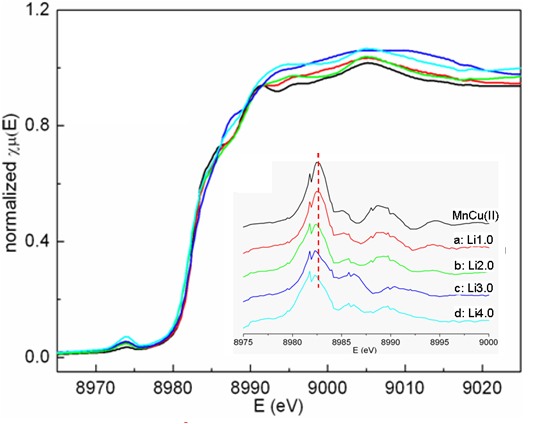 1.2
0.8
0.4
0.0
normalized χμ(E)
8970 8980 8990 9000 9010 9020
E (eV)
MnCu(II)
a: Li1.0
b: Li2.0
c: Li3.0
d: Li4.0
8975 8980 8985 8990 8995 9000
E (eV)